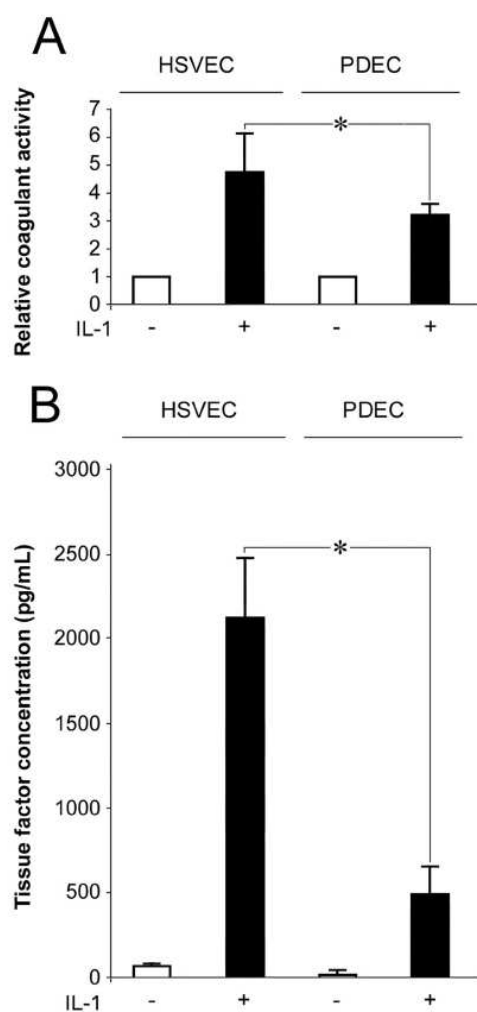 A
HSVEC PDEC
Relative coagulant activity
7
6
5
4
3
2
1
0
*
IL-1 - + - +
B
HSVEC PDEC
Tissue factor concentration (pg/mL)
3000
2500
2000
1500
1000
500
0
*
IL-1 - + - +